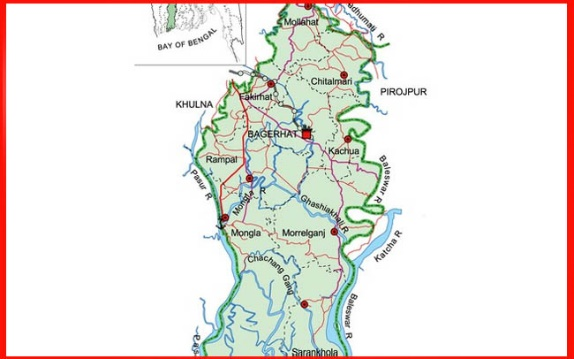 Mollahat
Madhumati R
BAY OF BENGAL
Chitalmari
Fakirhat
PIROJPUR
KHULNA
BAGERHAT
Kachua
Rampal
Baleswar R
Pasur R
Mongla R
Ghashiakhali R
Mongla
Morrelganj
Katcha R
Chachang Gang
Baleswar R
Sarankhola